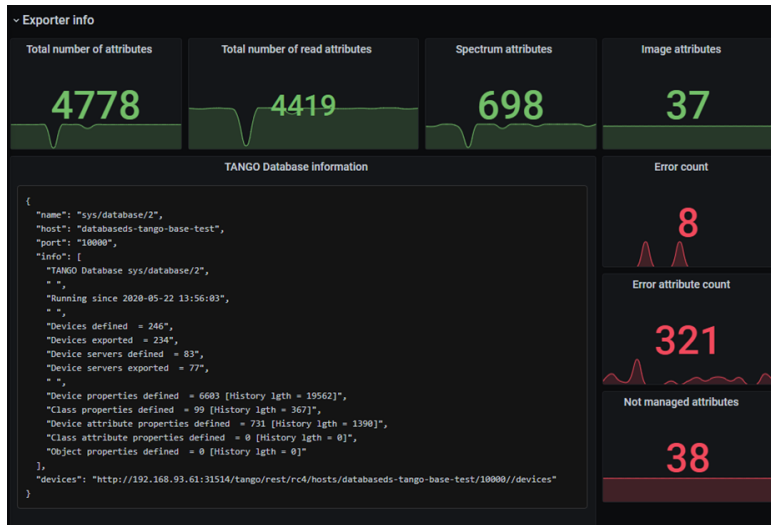 Exporter info
Total number of attributes
4778
Total number of read attributes
4419
Spectrum attributes
698
Image attributes
37
TANGO Database information
{
"name": "sys/database/2",
"host": "databaseds-tango-base-test",
"port": "10000",
"info": [
"TANGO Database sys/database/2",
" ",
"Running since 2020-05-22 13:56:03",
" ",
"Devices defined  = 246",
"Devices exported  = 234",
"Device servers defined  = 83",
"Device servers exported  = 77",
" ",
"Device properties defined  = 6603 [History lgth = 19562]",
"Class properties defined  = 99 [History lgth = 367]",
"Device attribute properties defined  = 731 [History lgth = 1390]",
"Class attribute properties defined  = 0 [History lgth = 0]",
"Object properties defined  = 0 [History lgth = 0]"
],
"devices": "http://192.168.93.61:31514/tango/rest/rc4/hosts/databaseds-tango-base-test/10000//devices"
}
Error count
8
Error attribute count
321
Not managed attributes
38